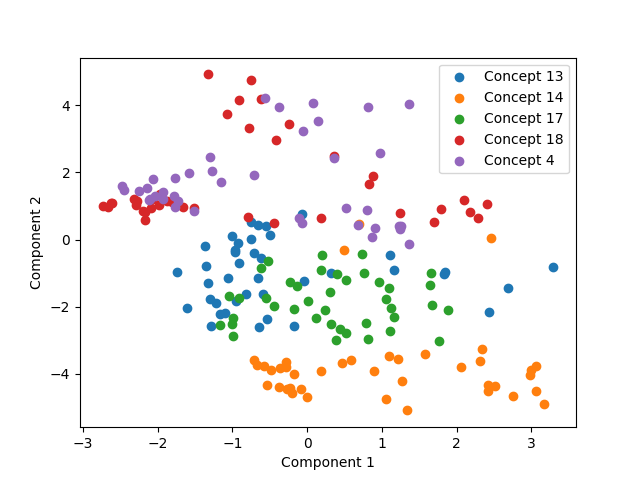 Concept 13
Concept 14
Concept 17
Concept 18
Concept 4
4
2
0
−2
−4
Component 2
−3 −2 −1 0 1 2 3
Component 1